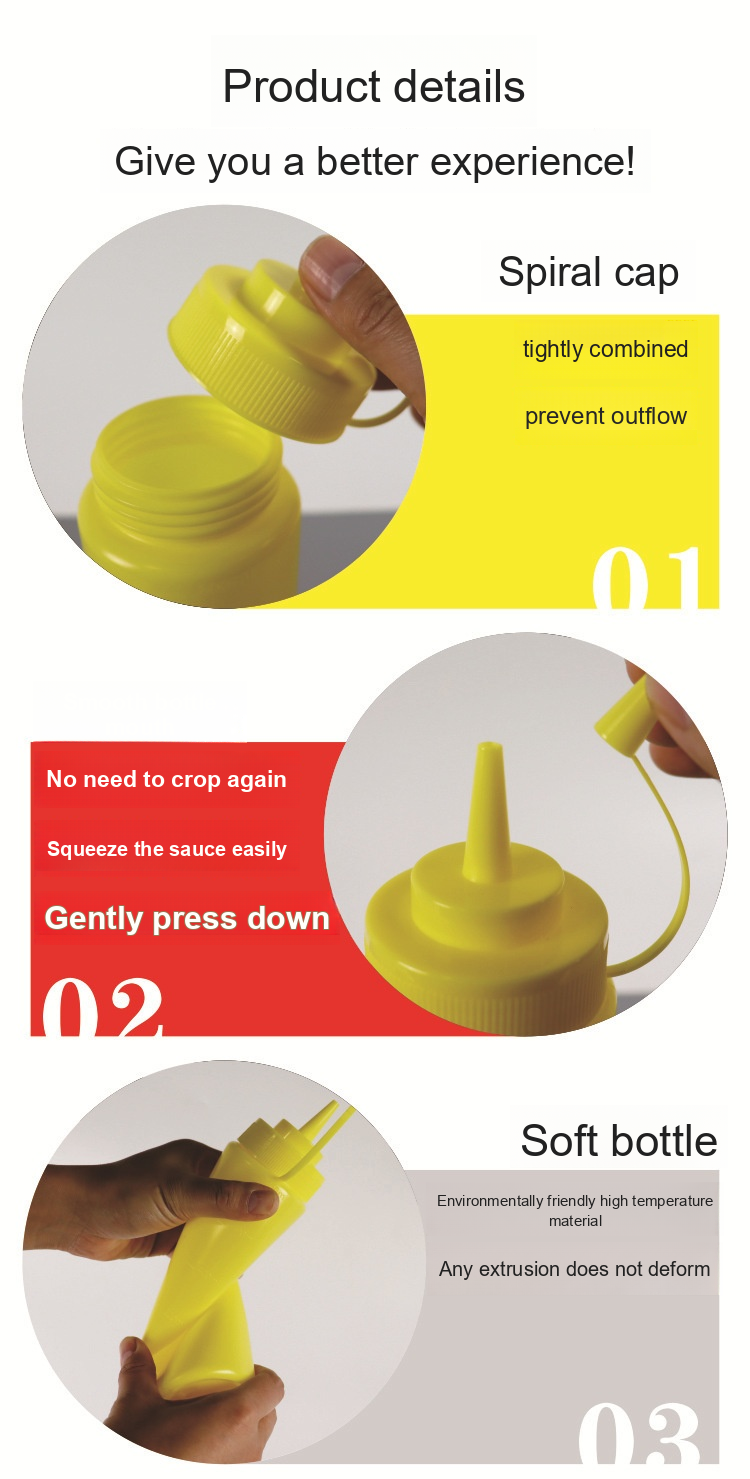 Product details
Give you a better experience!
Spiral cap
tightly combined
prevent outflow
01
No need to crop again
Squeeze the sauce easily
Gently press down
02
Soft bottle
Environmentally friendly high temperature
material
Any extrusion does not deform
03